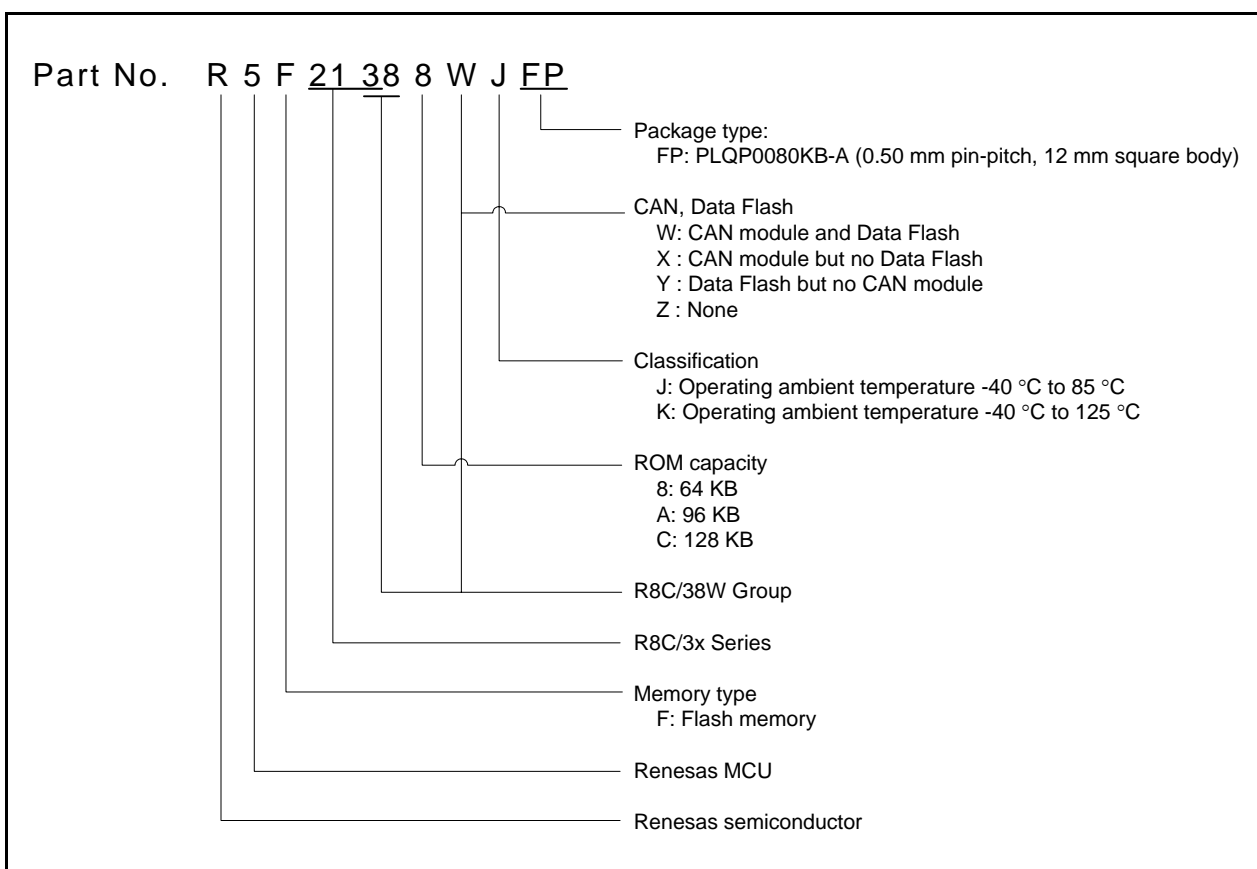 Part No. R 5 F 21 38 8 W J FP
Package type:
FP: PLQP0080KB-A (0.50 mm pin-pitch, 12 mm square body)
CAN, Data Flash
W: CAN module and Data Flash
X : CAN module but no Data Flash
Y : Data Flash but no CAN module
Z : None
Classification
J: Operating ambient temperature -40 °C to 85 °C
K: Operating ambient temperature -40 °C to 125 °C
ROM capacity
8: 64 KB
A: 96 KB
C: 128 KB
R8C/38W Group
R8C/3x Series
Memory type
F: Flash memory
Renesas MCU
Renesas semiconductor